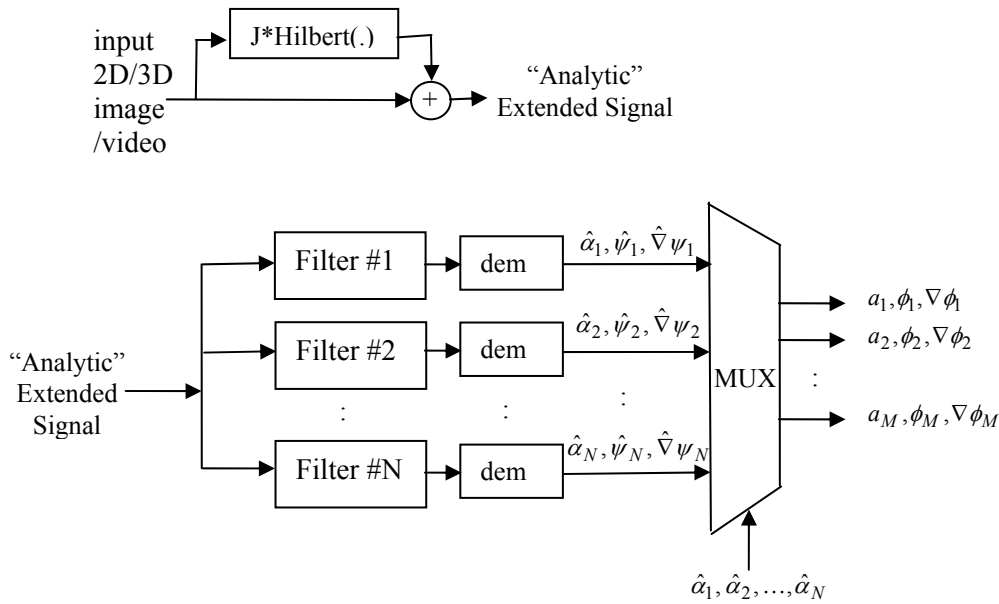 input
2D/3D
image
/video
J*Hilbert(.)
+
“Analytic”
Extended Signal
“Analytic”
Extended
Signal
Filter #1
dem
α̂₁, ψ̂₁, ∇̂ψ₁
Filter #2
dem
α̂₂, ψ̂₂, ∇̂ψ₂
⋮ ⋮ ⋮
Filter #N
dem
α̂_N, ψ̂_N, ∇̂ψ_N
MUX
a₁, ϕ₁, ∇ϕ₁
a₂, ϕ₂, ∇ϕ₂
⋮
a_M, ϕ_M, ∇ϕ_M
α̂₁, α̂₂, ..., α̂_N